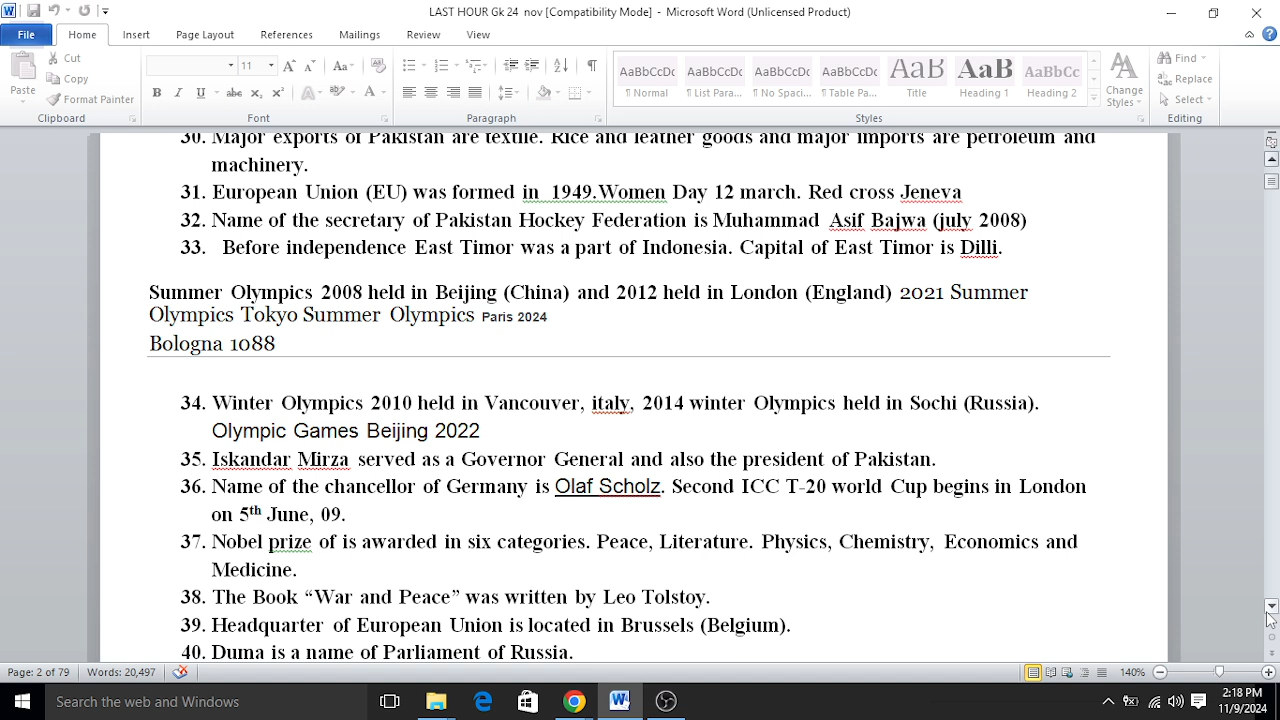 LAST HOUR Gk 24 nov [Compatibility Mode] - Microsoft Word (Unlicensed Product)
File Home Insert Page Layout References Mailings Review View
Paste Cut Copy Format Painter
11
AaBbCcDc AaBbCcDc AaBbCcDc AaBbCcDc AaB AaB AaBbCc
¶ Normal ¶ List Para... ¶ No Spaci... ¶ Table Pa... Title Heading 1 Heading 2
Change Styles
Find Replace Select
Clipboard Font Paragraph Styles Editing
30. Major exports of Pakistan are textile. Rice and leather goods and major imports are petroleum and
machinery.
31. European Union (EU) was formed in 1949.Women Day 12 march. Red cross Jeneva
32. Name of the secretary of Pakistan Hockey Federation is Muhammad Asif Bajwa (july 2008)
33. Before independence East Timor was a part of Indonesia. Capital of East Timor is Dilli.
Summer Olympics 2008 held in Beijing (China) and 2012 held in London (England) 2021 Summer
Olympics Tokyo Summer Olympics Paris 2024
Bologna 1088
34. Winter Olympics 2010 held in Vancouver, italy, 2014 winter Olympics held in Sochi (Russia).
Olympic Games Beijing 2022
35. Iskandar Mirza served as a Governor General and also the president of Pakistan.
36. Name of the chancellor of Germany is Olaf Scholz. Second ICC T-20 world Cup begins in London
on 5th June, 09.
37. Nobel prize of is awarded in six categories. Peace, Literature. Physics, Chemistry, Economics and
Medicine.
38. The Book “War and Peace” was written by Leo Tolstoy.
39. Headquarter of European Union is located in Brussels (Belgium).
40. Duma is a name of Parliament of Russia.
Page: 2 of 79 Words: 20,497 140%
Search the web and Windows
2:18 PM
11/9/2024